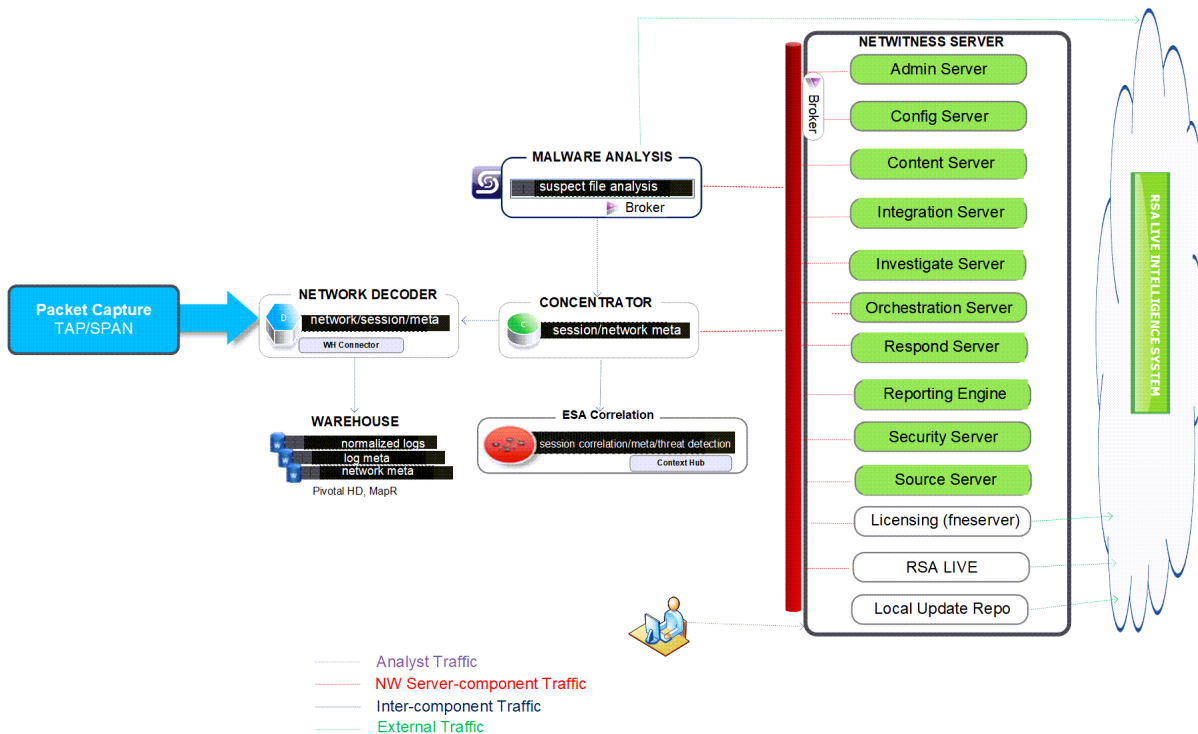 NETWITNESS SERVER
Admin Server
Broker
Config Server
Content Server
Integration Server
Investigate Server
Orchestration Server
Respond Server
Reporting Engine
Security Server
Source Server
Licensing (fneserver)
RSA LIVE
Local Update Repo
RSA LIVE INTELLIGENCE SYSTEM
MALWARE ANALYSIS
suspect file analysis
Broker
Packet Capture
TAP/SPAN
NETWORK DECODER
D
network/session/meta
WH Connector
CONCENTRATOR
C
session/network meta
WAREHOUSE
W
normalized logs
W
log meta
W
network meta
Pivotal HD, MapR
ESA Correlation
session correlation/meta/threat detection
Context Hub
Analyst Traffic
NW Server-component Traffic
Inter-component Traffic
External Traffic